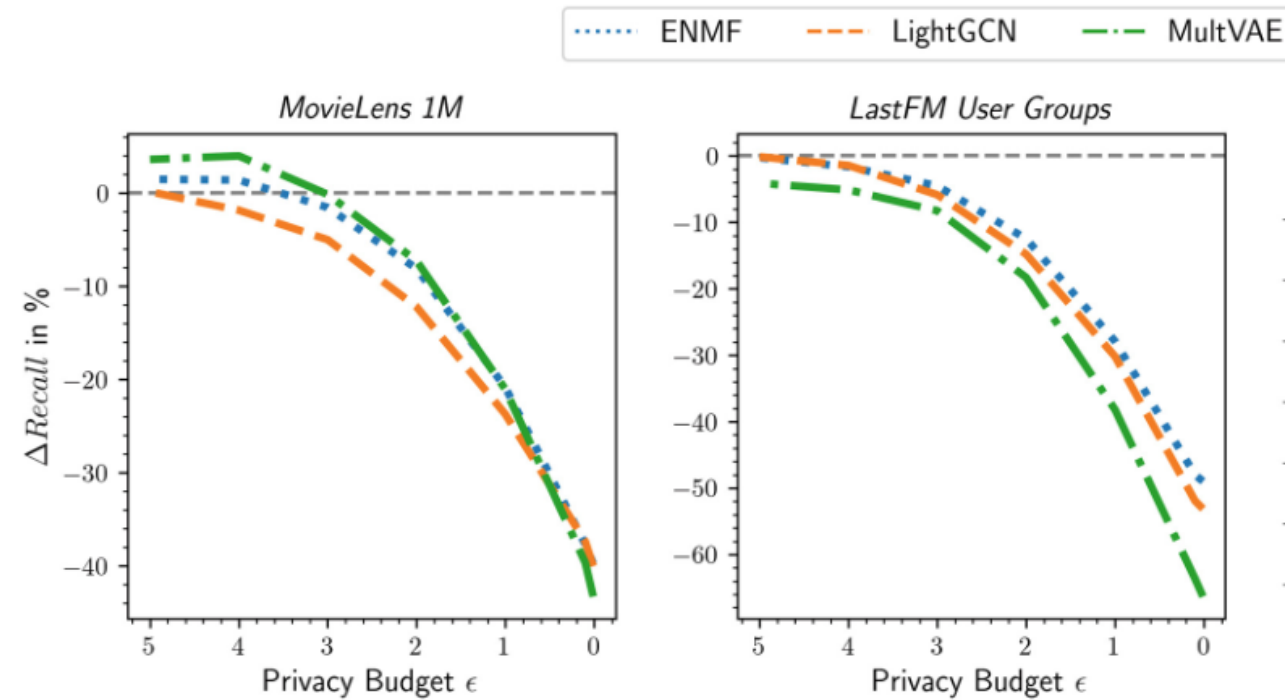 ENMF LightGCN MultVAE
MovieLens 1M
LastFM User Groups
ΔRecall in %
0
−10
−20
−30
−40
5 4 3 2 1 0
Privacy Budget ϵ
0
−10
−20
−30
−40
−50
−60
5 4 3 2 1 0
Privacy Budget ϵ